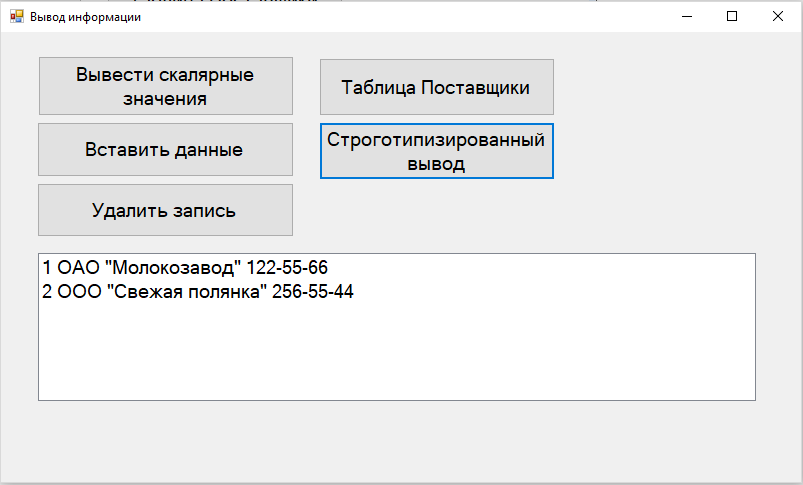 Вывод информации
Вывести скалярные
значения
Таблица Поставщики
Вставить данные
Строготипизированный
вывод
Удалить запись
1 ОАО "Молокозавод" 122-55-66
2 ООО "Свежая полянка" 256-55-44